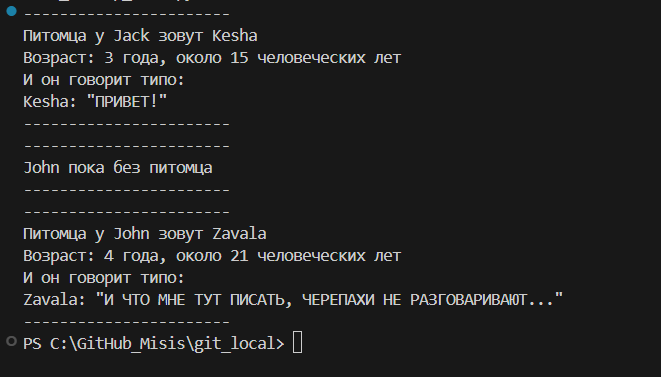 -----------------------
Питомца у Jack зовут Kesha
Возраст: 3 года, около 15 человеческих лет
И он говорит типо:
Kesha: "ПРИВЕТ!"
-----------------------
-----------------------
John пока без питомца
-----------------------
-----------------------
Питомца у John зовут Zavala
Возраст: 4 года, около 21 человеческих лет
И он говорит типо:
Zavala: "И ЧТО МНЕ ТУТ ПИСАТЬ, ЧЕРЕПАХИ НЕ РАЗГОВАРИВАЮТ..."
-----------------------
PS C:\GitHub_Misis\git_local>